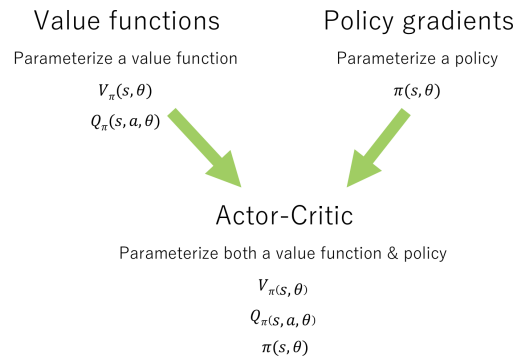 Value functions
Parameterize a value function
V_π(s,θ)
Q_π(s,a,θ)
Policy gradients
Parameterize a policy
π(s,θ)
Actor-Critic
Parameterize both a value function & policy
V_π(s,θ)
Q_π(s,a,θ)
π(s,θ)